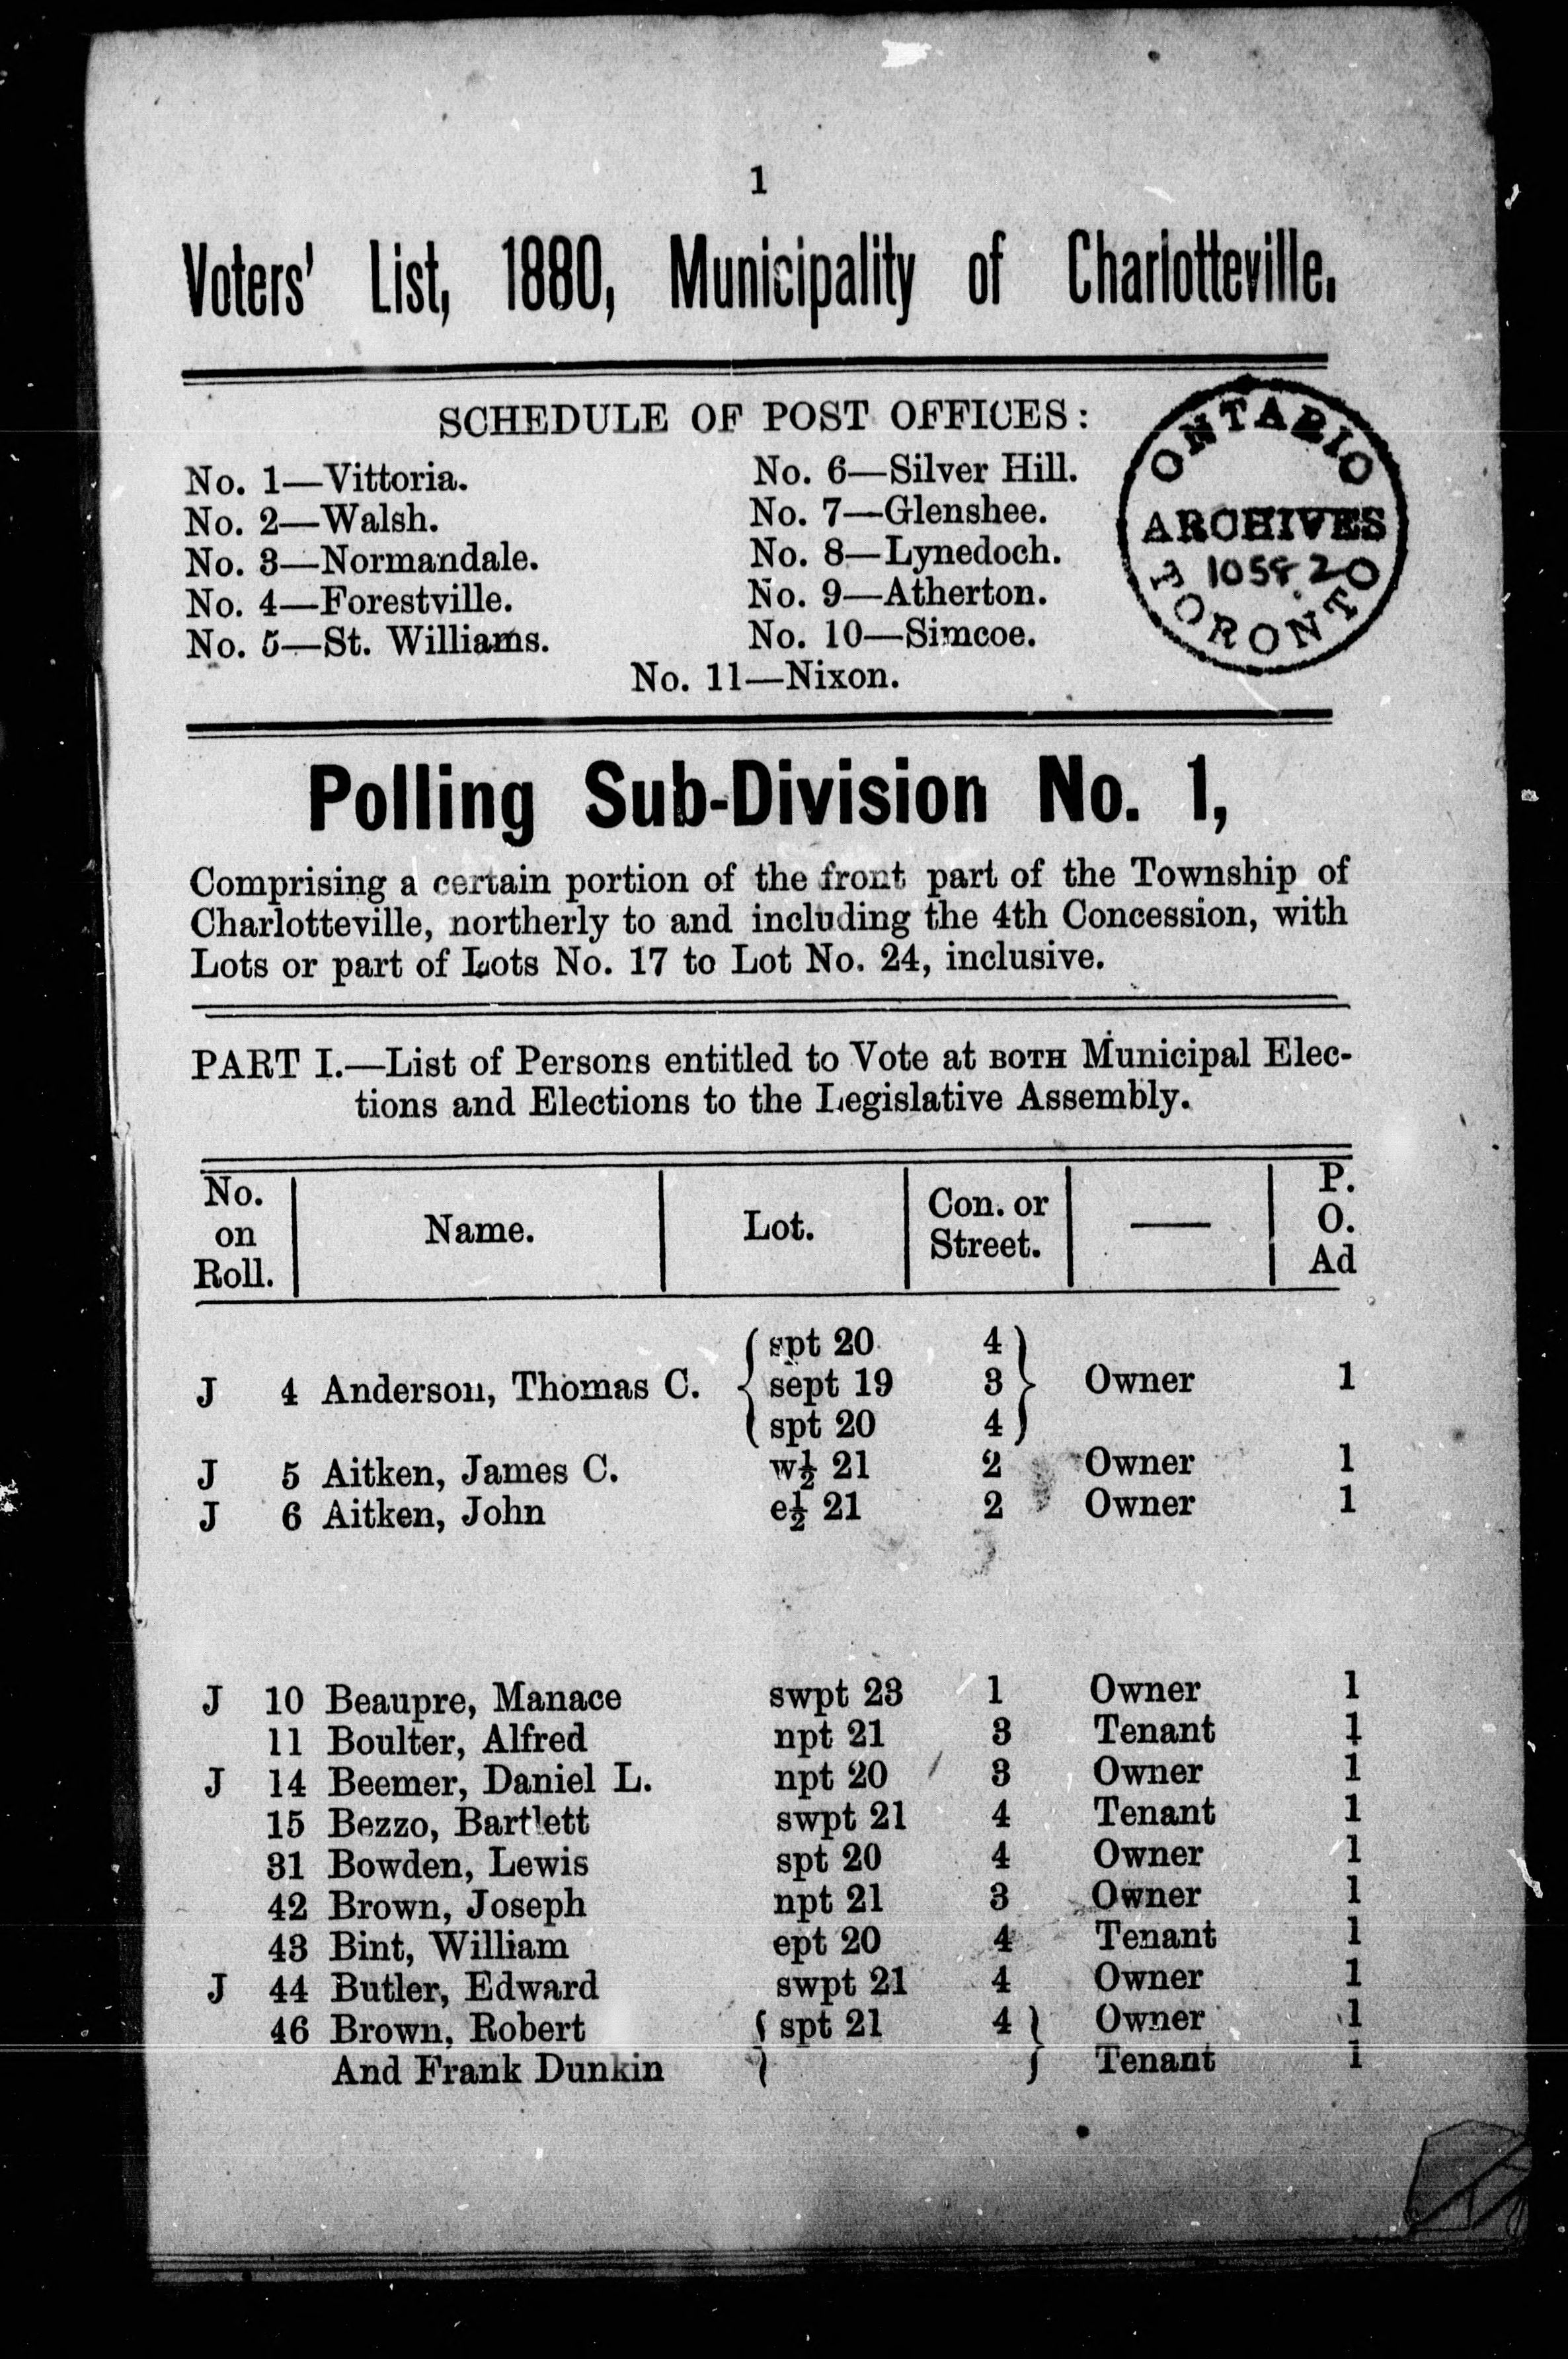 1
Voters' List, 1880, Municipality of Charlotteville.
SCHEDULE OF POST OFFICES:
No. 1—Vittoria.
No. 2—Walsh.
No. 3—Normandale.
No. 4—Forestville.
No. 5—St. Williams.
No. 6—Silver Hill.
No. 7—Glenshee.
No. 8—Lynedoch.
No. 9—Atherton.
No. 10—Simcoe.
No. 11—Nixon.
ONTARIO
ARCHIVES
TORONTO
Polling Sub-Division No. 1,
Comprising a certain portion of the front part of the Township of
Charlotteville, northerly to and including the 4th Concession, with
Lots or part of Lots No. 17 to Lot No. 24, inclusive.
PART I.—List of Persons entitled to Vote at BOTH Municipal Elec-
tions and Elections to the Legislative Assembly.
No. on Roll. Name. Lot. Con. or Street. — P. O. Ad
spt 20 4
J 4 Anderson, Thomas C. sept 19 3 Owner 1
spt 20 4
J 5 Aitken, James C. w½ 21 2 Owner 1
J 6 Aitken, John e½ 21 2 Owner 1
J 10 Beaupre, Manace swpt 23 1 Owner 1
11 Boulter, Alfred npt 21 3 Tenant 1
J 14 Beemer, Daniel L. npt 20 3 Owner 1
15 Bezzo, Bartlett swpt 21 4 Tenant 1
31 Bowden, Lewis spt 20 4 Owner 1
42 Brown, Joseph npt 21 3 Owner 1
43 Bint, William ept 20 4 Tenant 1
J 44 Butler, Edward swpt 21 4 Owner 1
46 Brown, Robert spt 21 4 Owner 1
And Frank Dunkin Tenant 1